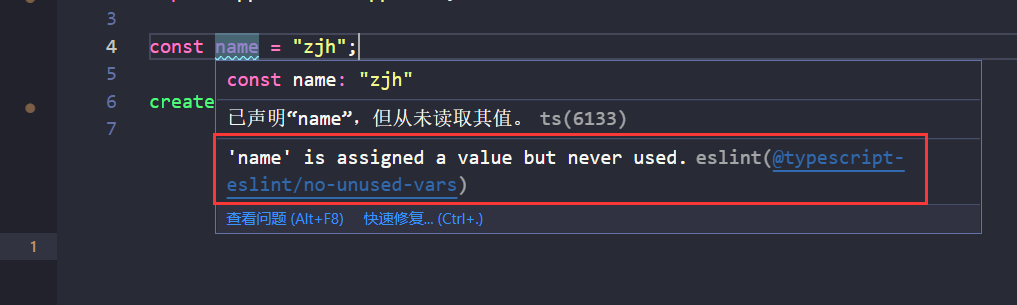 3
4 const name = "zjh";
5 const name: "zjh"
6 create
7 已声明“name”，但从未读取其值。 ts(6133)
'name' is assigned a value but never used. eslint(@typescript-
eslint/no-unused-vars)
查看问题 (Alt+F8) 快速修复... (Ctrl+.)
1